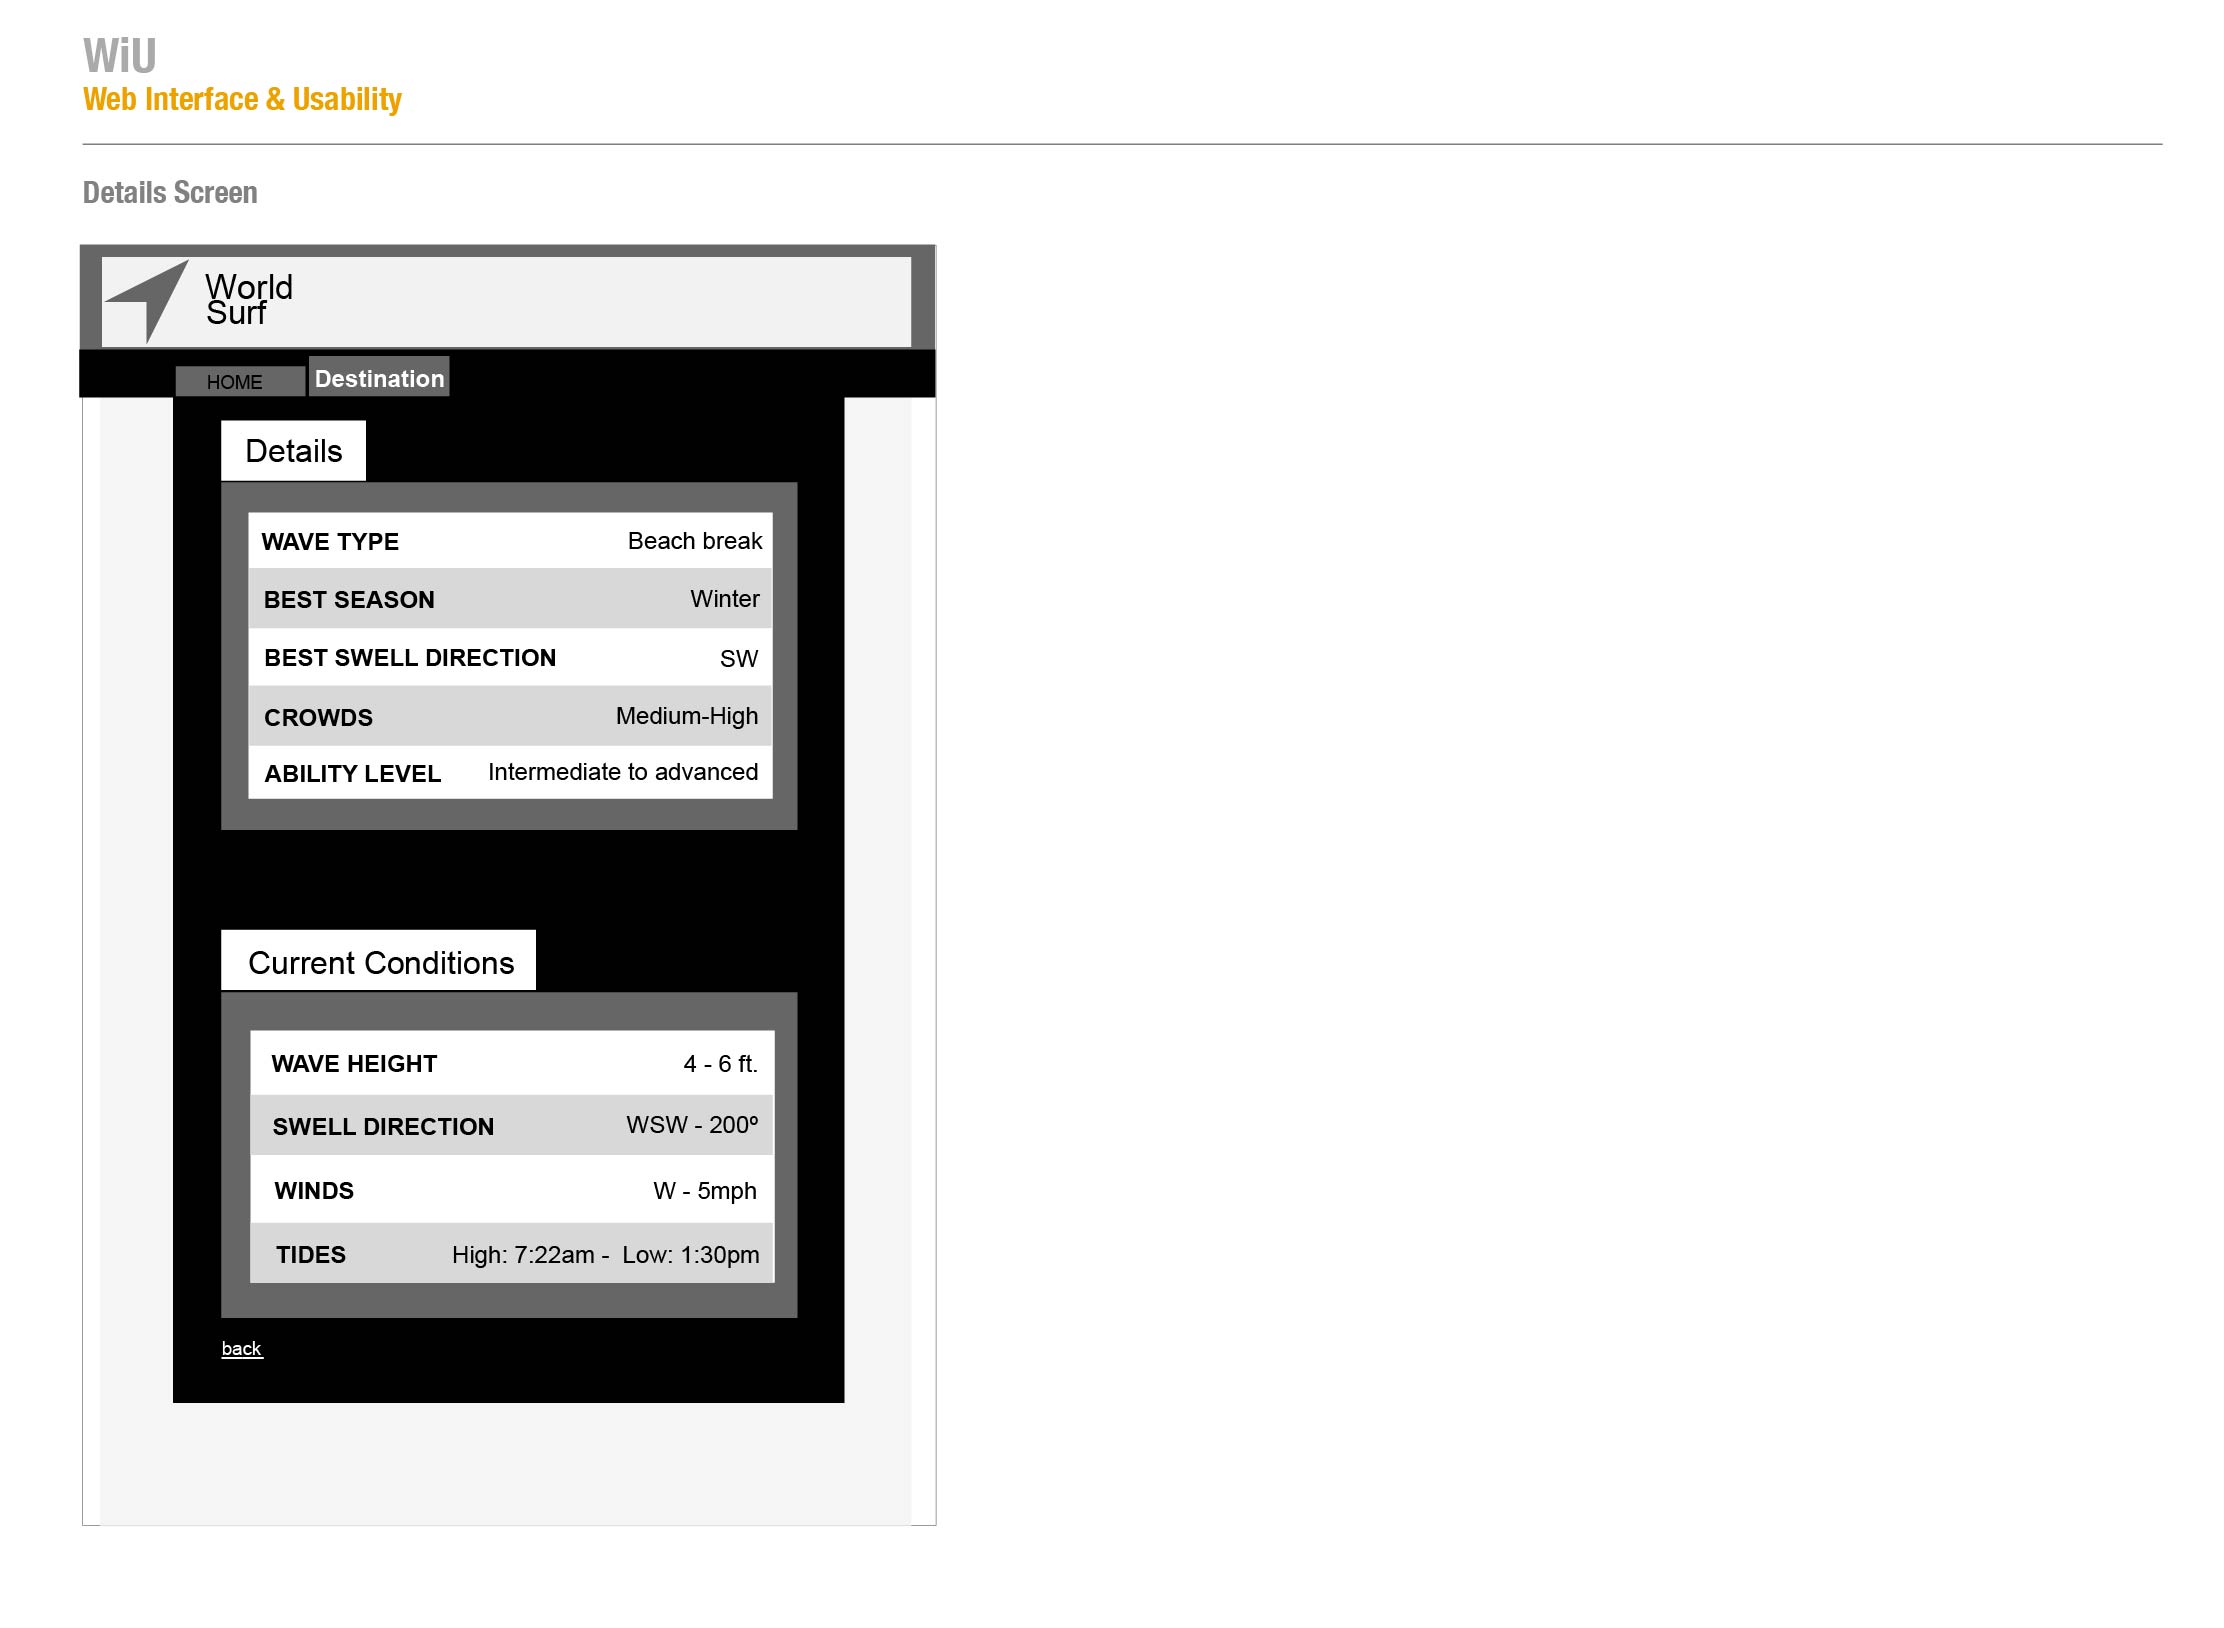 WiU
Web Interface & Usability
Details Screen
World
Surf
HOME
Destination
Details
WAVE TYPE Beach break
BEST SEASON Winter
BEST SWELL DIRECTION SW
CROWDS Medium-High
ABILITY LEVEL Intermediate to advanced
Current Conditions
WAVE HEIGHT 4 - 6 ft.
SWELL DIRECTION WSW - 200º
WINDS W - 5mph
TIDES High: 7:22am - Low: 1:30pm
back